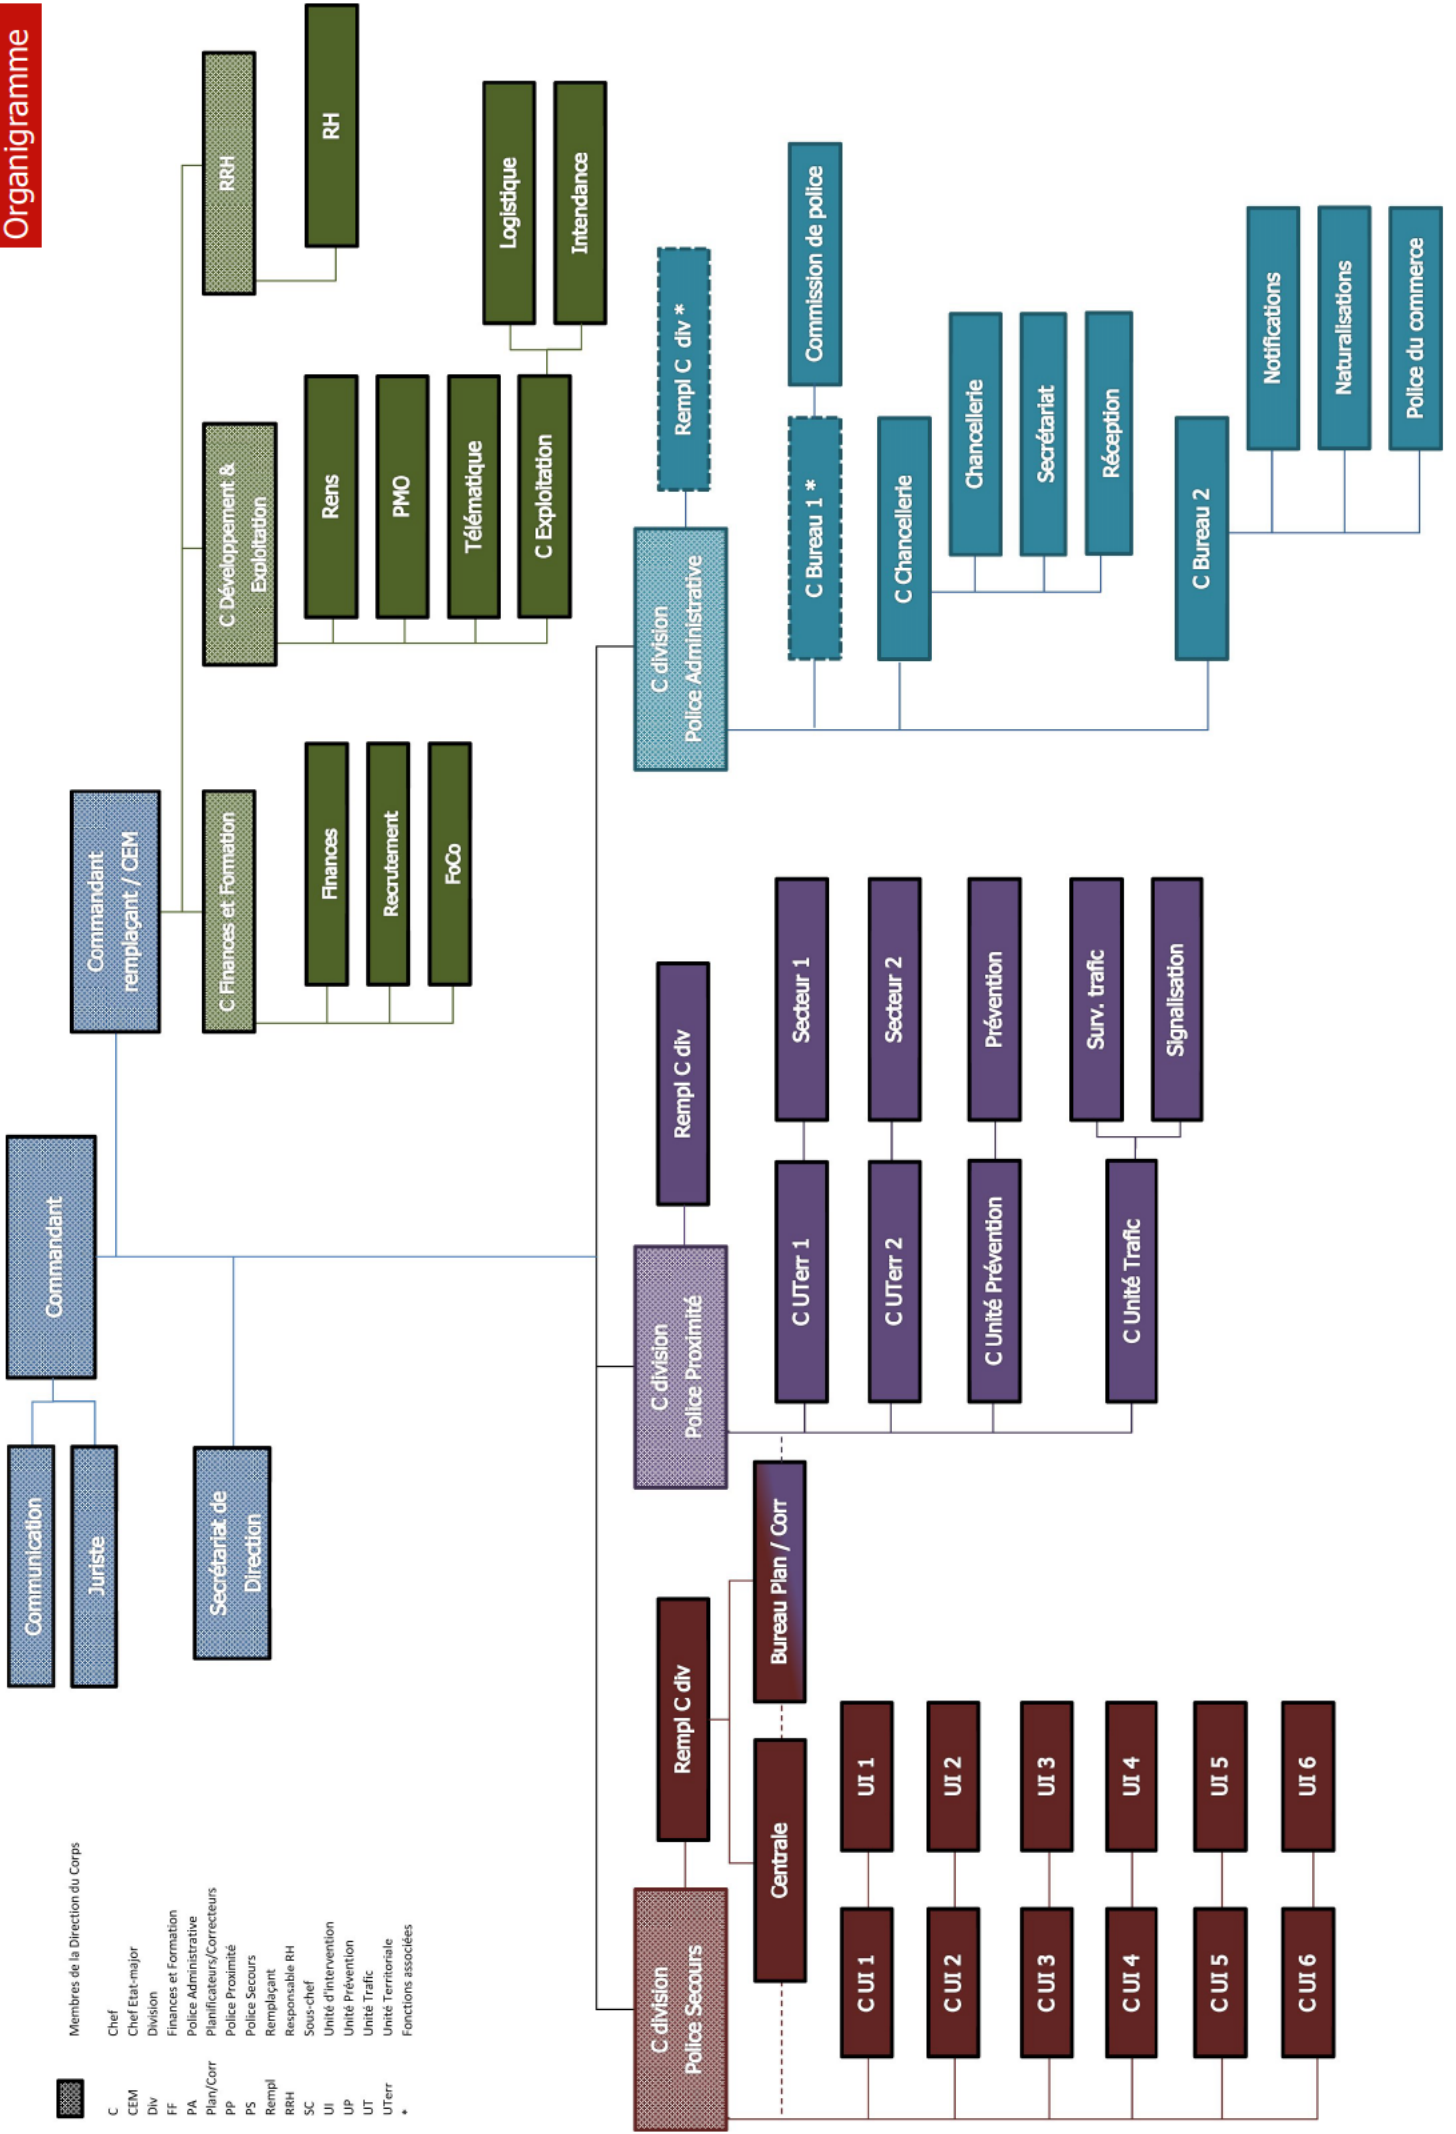 Organigramme
Communication
Juriste
Commandant
Commandant
remplaçant / CEM
Secrétariat de
Direction
C Finances et Formation
Finances
Recrutement
FoCo
C Développement &
Exploitation
Rens
PMO
Télématique
C Exploitation
Logistique
Intendance
RRH
RH
C division
Police Secours
Rempl C div
Centrale
Bureau Plan / Corr
C UI 1
UI 1
C UI 2
UI 2
C UI 3
UI 3
C UI 4
UI 4
C UI 5
UI 5
C UI 6
UI 6
C division
Police Proximité
Rempl C div
C UTerr 1
Secteur 1
C UTerr 2
Secteur 2
C Unité Prévention
Prévention
C Unité Trafic
Surv. trafic
Signalisation
C division
Police Administrative
Rempl C div *
C Bureau 1 *
Commission de police
C Chancellerie
Chancellerie
Secrétariat
Réception
C Bureau 2
Notifications
Naturalisations
Police du commerce
Membres de la Direction du Corps
C Chef
CEM Chef Etat-major
Div Division
FF Finances et Formation
PA Police Administrative
Plan/Corr Planificateurs/Correcteurs
PP Police Proximité
PS Police Secours
Rempl Remplaçant
RRH Responsable RH
SC Sous-chef
UI Unité d'intervention
UP Unité Prévention
UT Unité Trafic
UTerr Unité Territoriale
* Fonctions associées